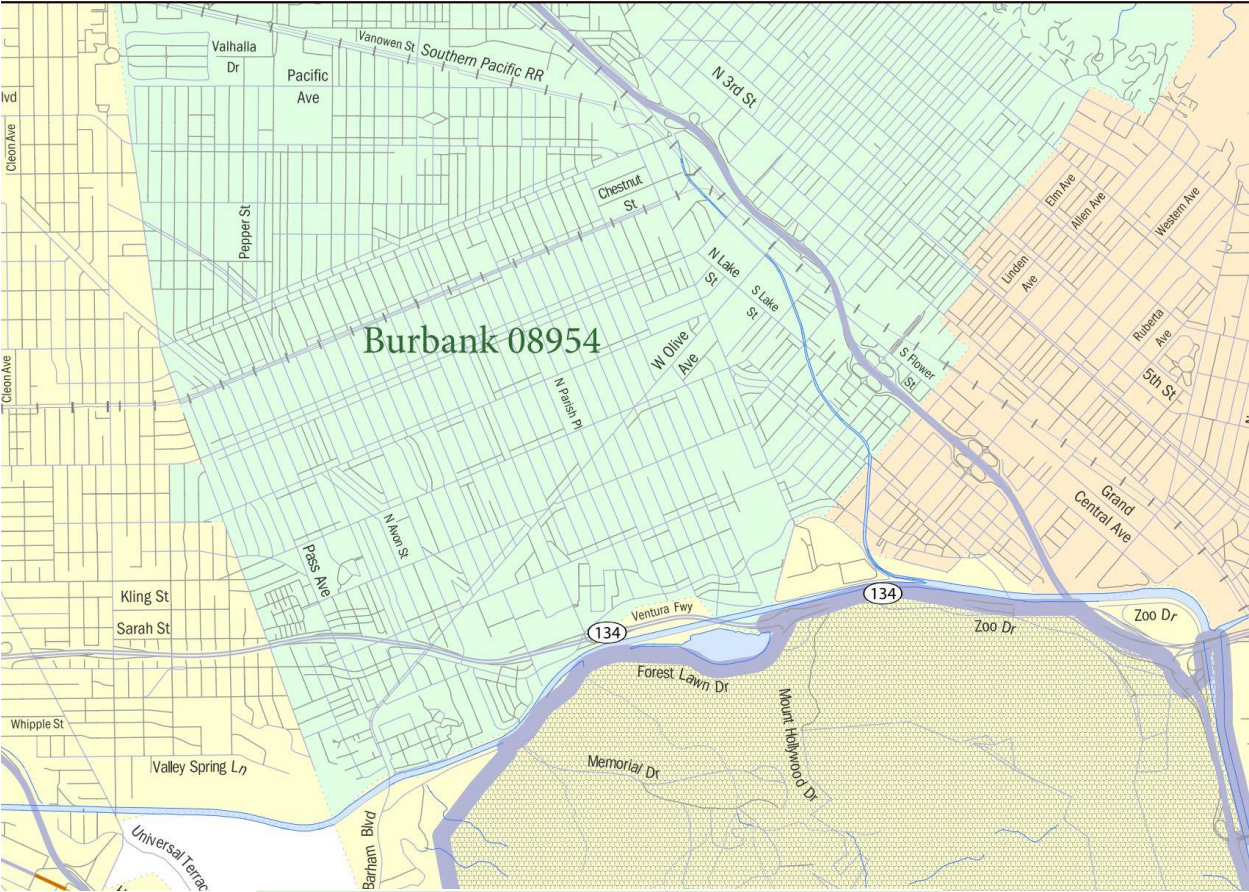 Vanowen St Southern Pacific RR
Valhalla
Dr
Pacific
Ave
N 3rd St
lvd
Cleon Ave
Elm Ave
Allen Ave
Western Ave
Chestnut
St
Pepper St
N Lake
St
S Lake
St
Linden
Ave
Burbank 08954
W Olive
Ave
Rubetta
Ave
S Flower
St
5th St
Cleon Ave
N Parish Pl
Grand
Central Ave
N Avon St
Pass Ave
Kling St
Sarah St
134
Ventura Fwy
134
Zoo Dr
Zoo Dr
Forest Lawn Dr
Mount Hollywood Dr
Whipple St
Valley Spring Ln
Memorial Dr
Barham Blvd
Universal Terrac